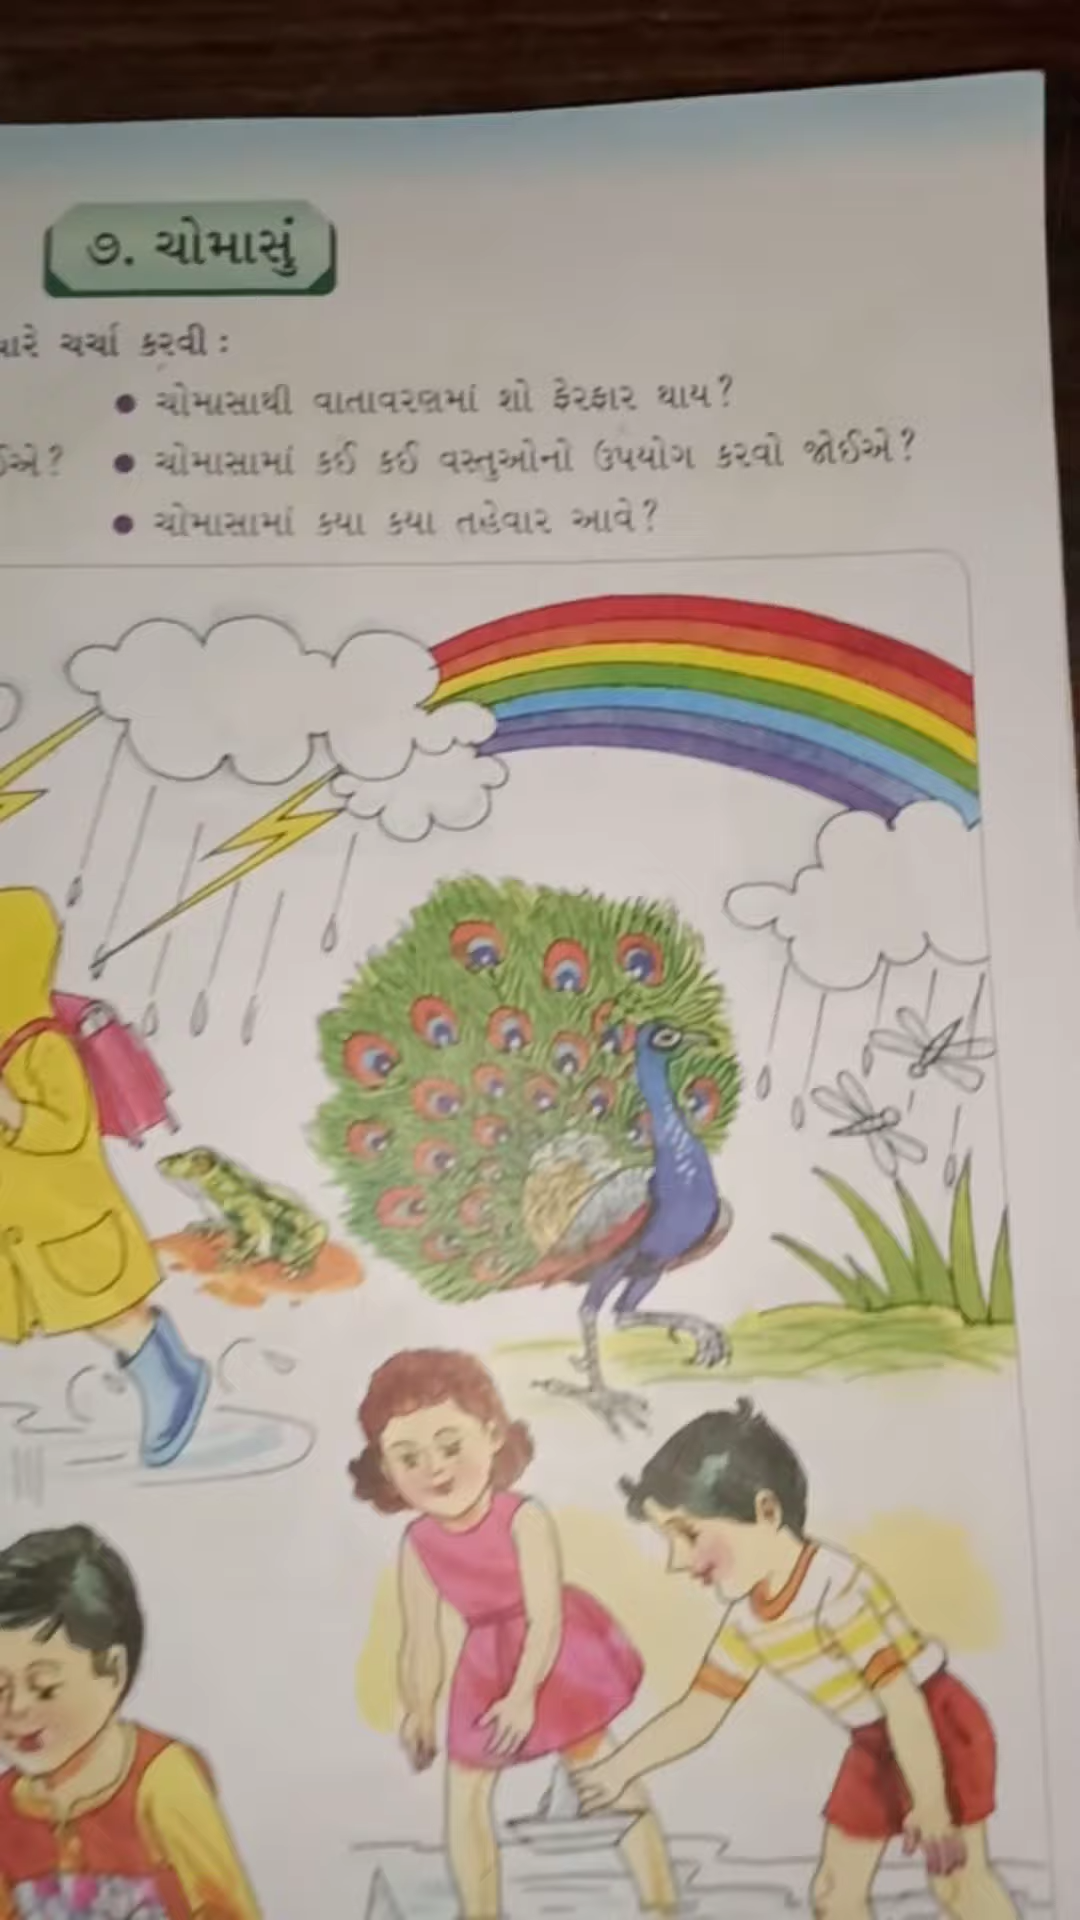 ૭. ચોમાસું
ચર્ચા કરવી :
● ચોમાસાથી વાતાવરણમાં શો ફેરફાર થાય?
● ચોમાસામાં કઈ કઈ વસ્તુઓનો ઉપયોગ કરવો જોઈએ?
● ચોમાસામાં કયા કયા તહેવાર આવે?